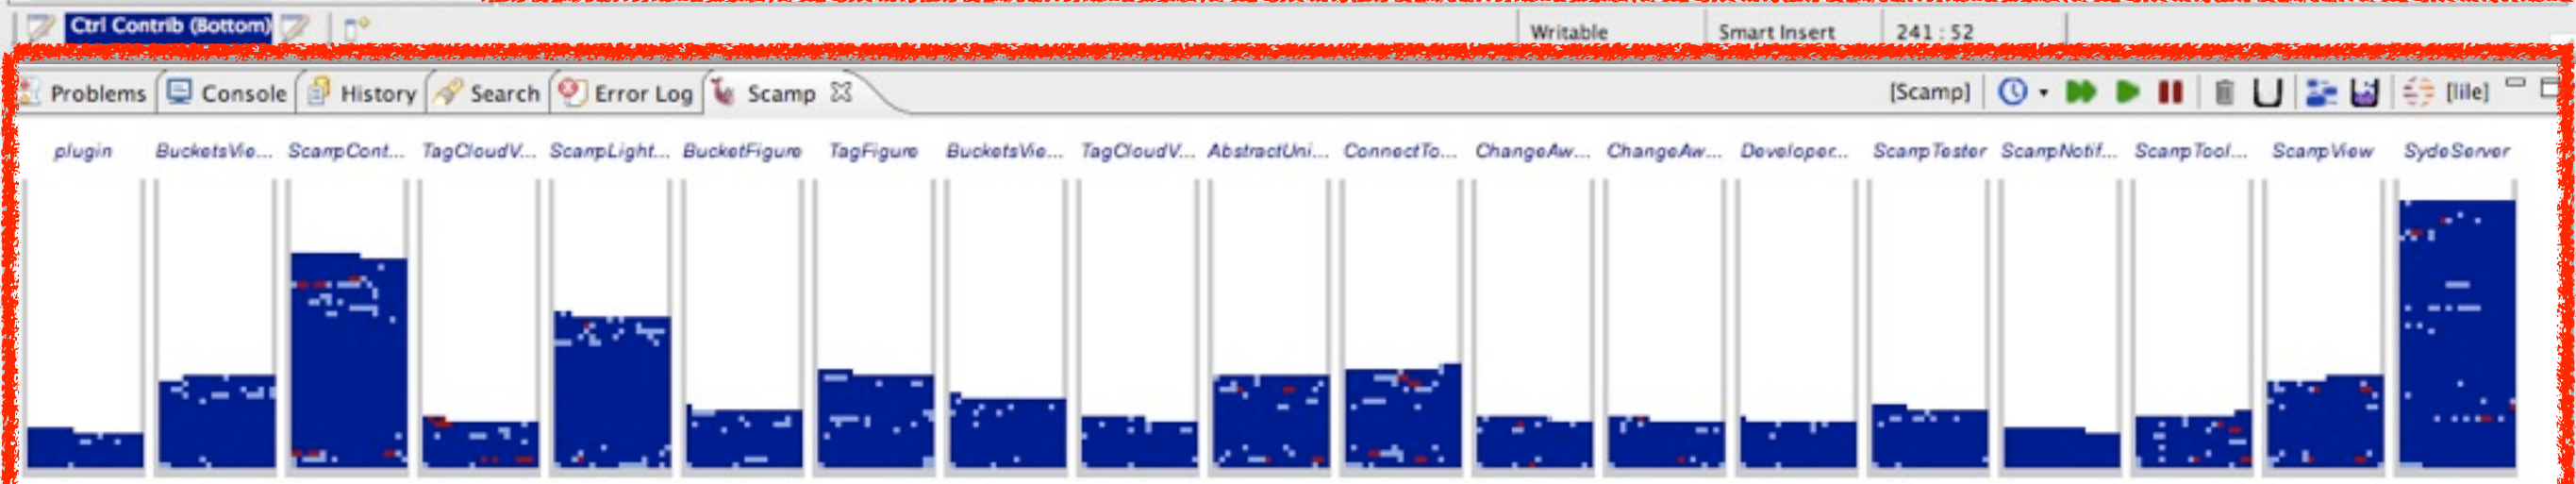 Ctrl Contrib (Bottom) Writable Smart Insert 241 : 52
Problems Console History Search Error Log Scamp [Scamp] [lile]
plugin BucketsVie... ScampCont... TagCloudV... ScampLight... BucketFigure TagFigure BucketsVie... TagCloudV... AbstractUni... ConnectTo... ChangeAw... ChangeAw... Developer... ScampTester ScampNotif... ScampTool... ScampView SydeServer